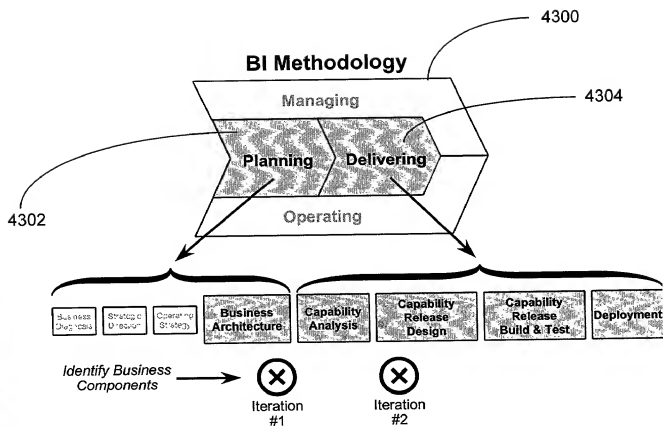 4300
BI Methodology
Managing
4304
Planning
Delivering
4302
Operating
Business
Diagnosis
Strategic
Direction
Operating
Strategy
Business
Architecture
Capability
Analysis
Capability
Release
Design
Capability
Release
Build & Test
Deployment
Identify Business
Components
Iteration
#1
Iteration
#2